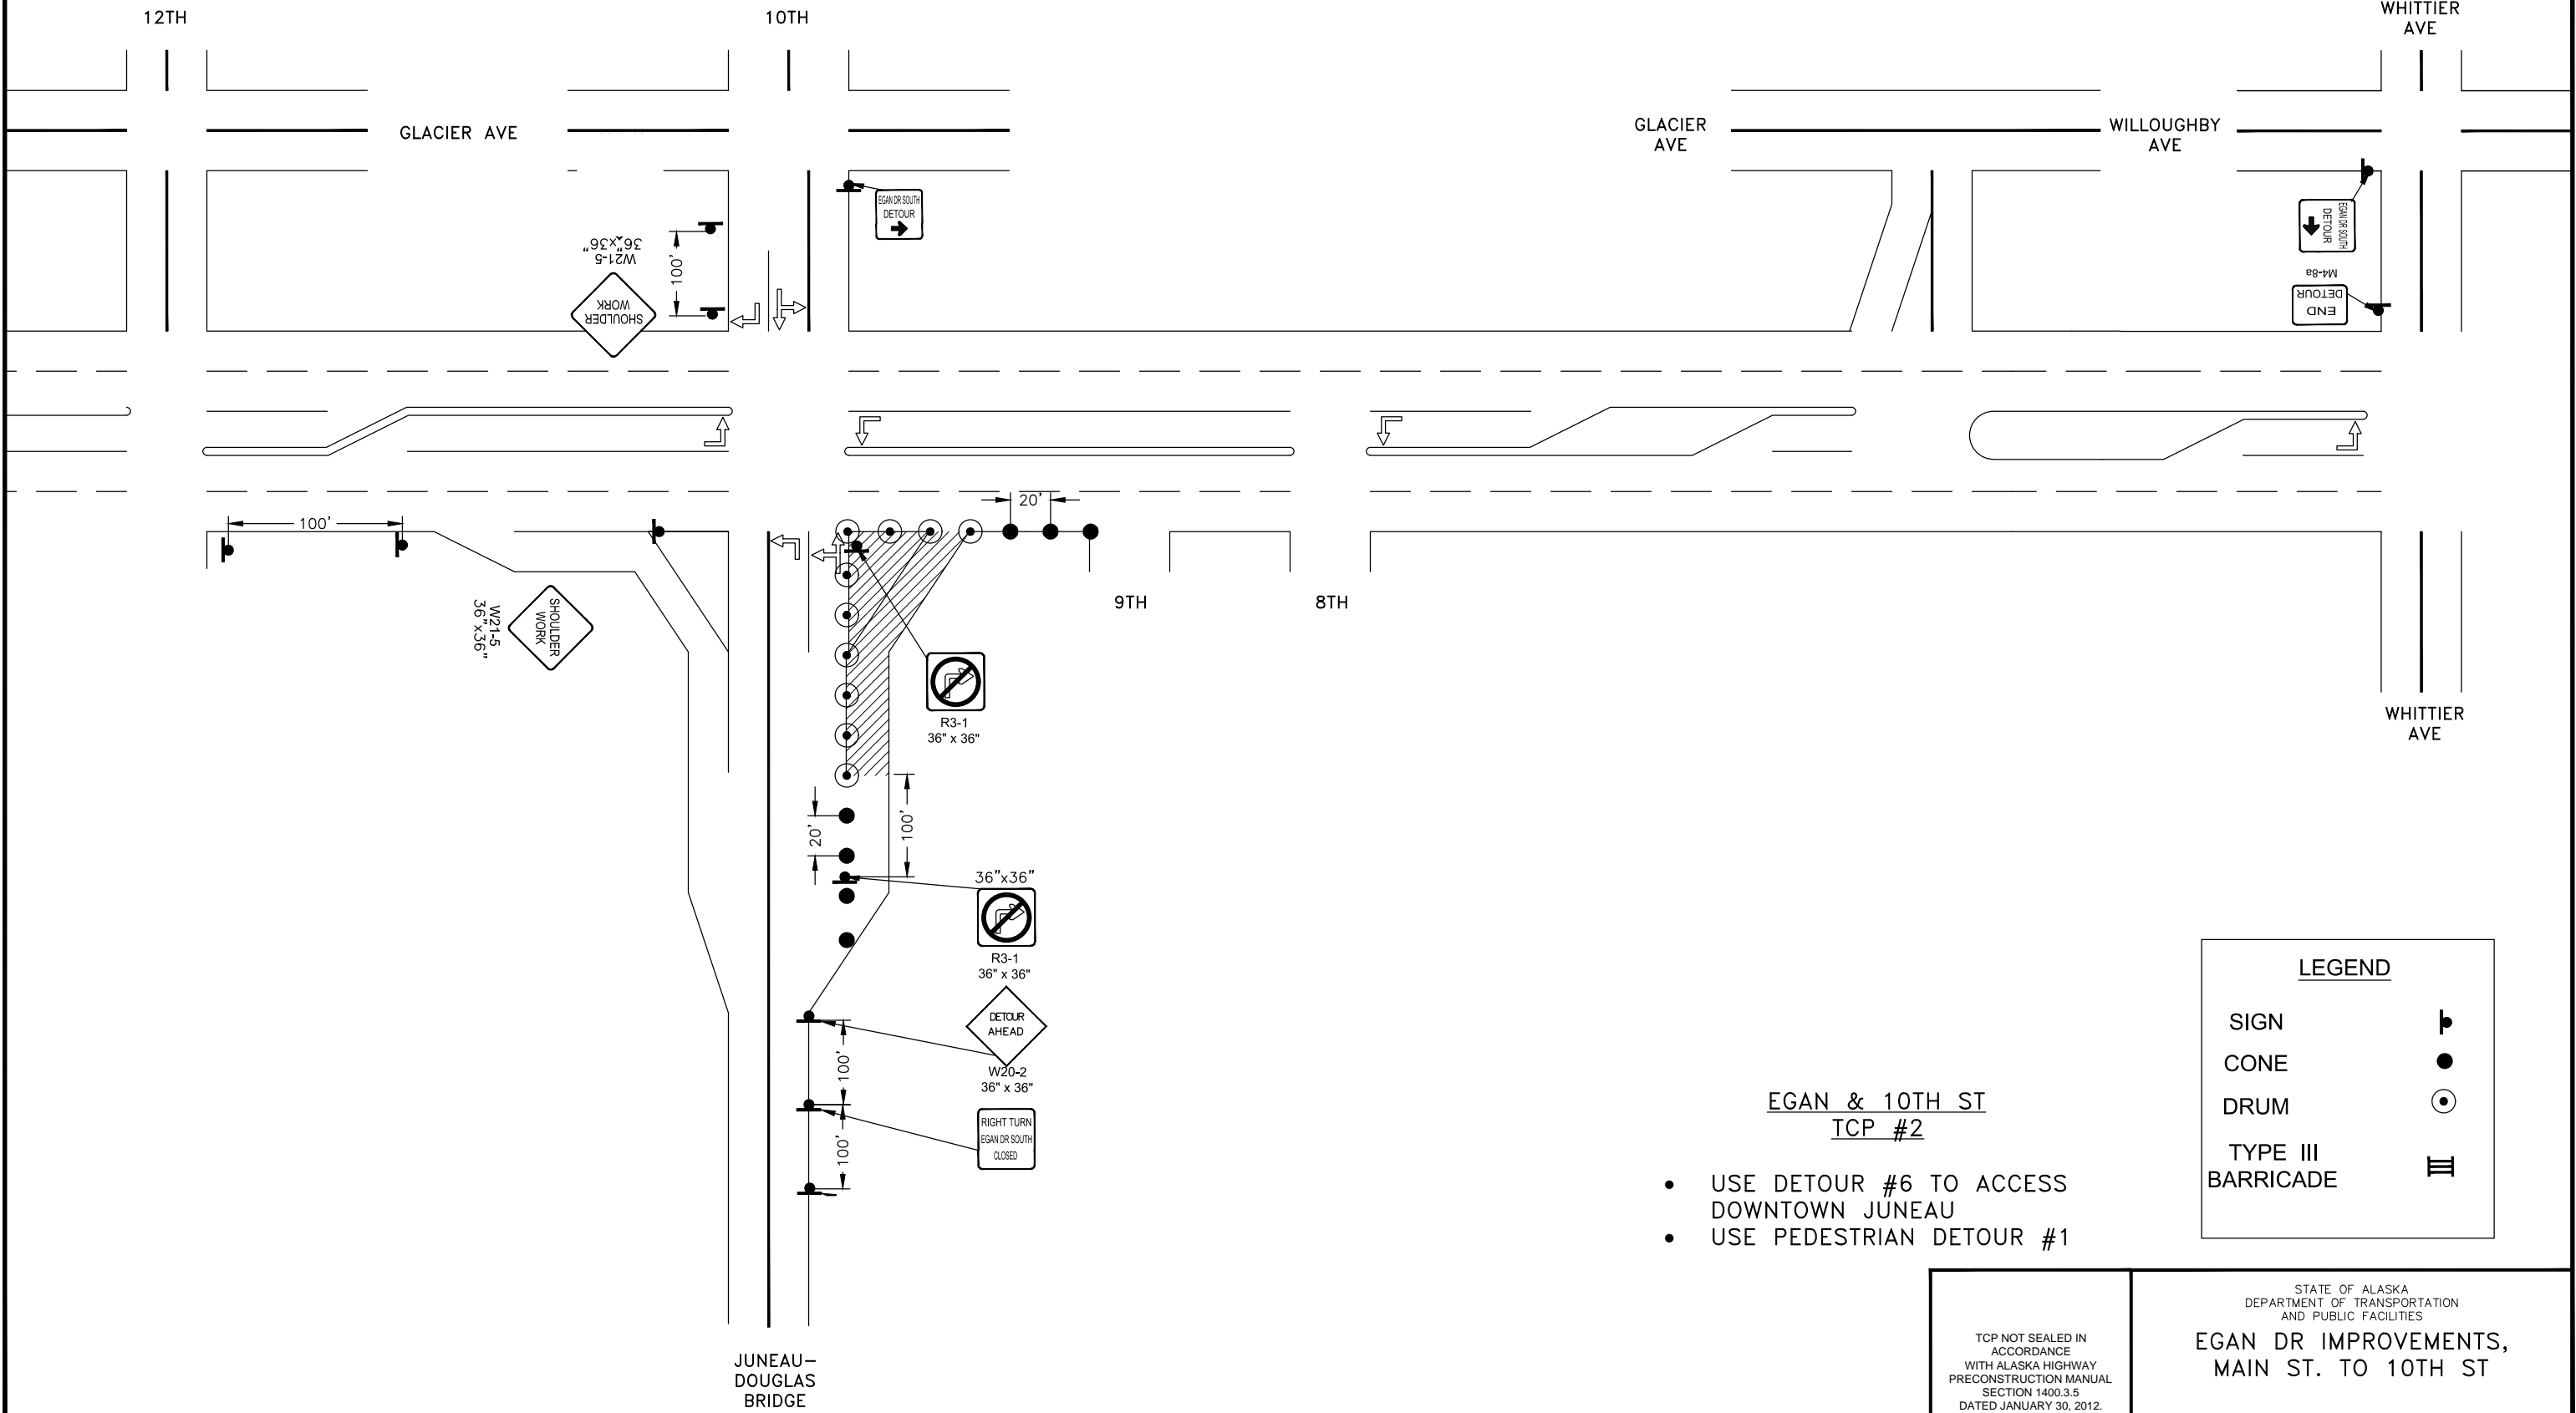 12TH
10TH
WHITTIER
AVE
GLACIER AVE
GLACIER
AVE
WILLOUGHBY
AVE
EGAN DR SOUTH
DETOUR
36"x36"
W21-5
100'
SHOULDER
WORK
EGAN DR SOUTH
DETOUR
M4-8a
END
DETOUR
20'
100'
W21-5
36"x36"
SHOULDER
WORK
9TH
8TH
R3-1
36" x 36"
WHITTIER
AVE
20'
100'
36"x36"
R3-1
36" x 36"
DETOUR
AHEAD
W20-2
36" x 36"
100'
RIGHT TURN
EGAN DR SOUTH
CLOSED
100'
JUNEAU-
DOUGLAS
BRIDGE
EGAN & 10TH ST
TCP #2
• USE DETOUR #6 TO ACCESS
DOWNTOWN JUNEAU
• USE PEDESTRIAN DETOUR #1
LEGEND
SIGN
CONE
DRUM
TYPE III
BARRICADE
TCP NOT SEALED IN
ACCORDANCE
WITH ALASKA HIGHWAY
PRECONSTRUCTION MANUAL
SECTION 1400.3.5
DATED JANUARY 30, 2012.
STATE OF ALASKA
DEPARTMENT OF TRANSPORTATION
AND PUBLIC FACILITIES
EGAN DR IMPROVEMENTS,
MAIN ST. TO 10TH ST